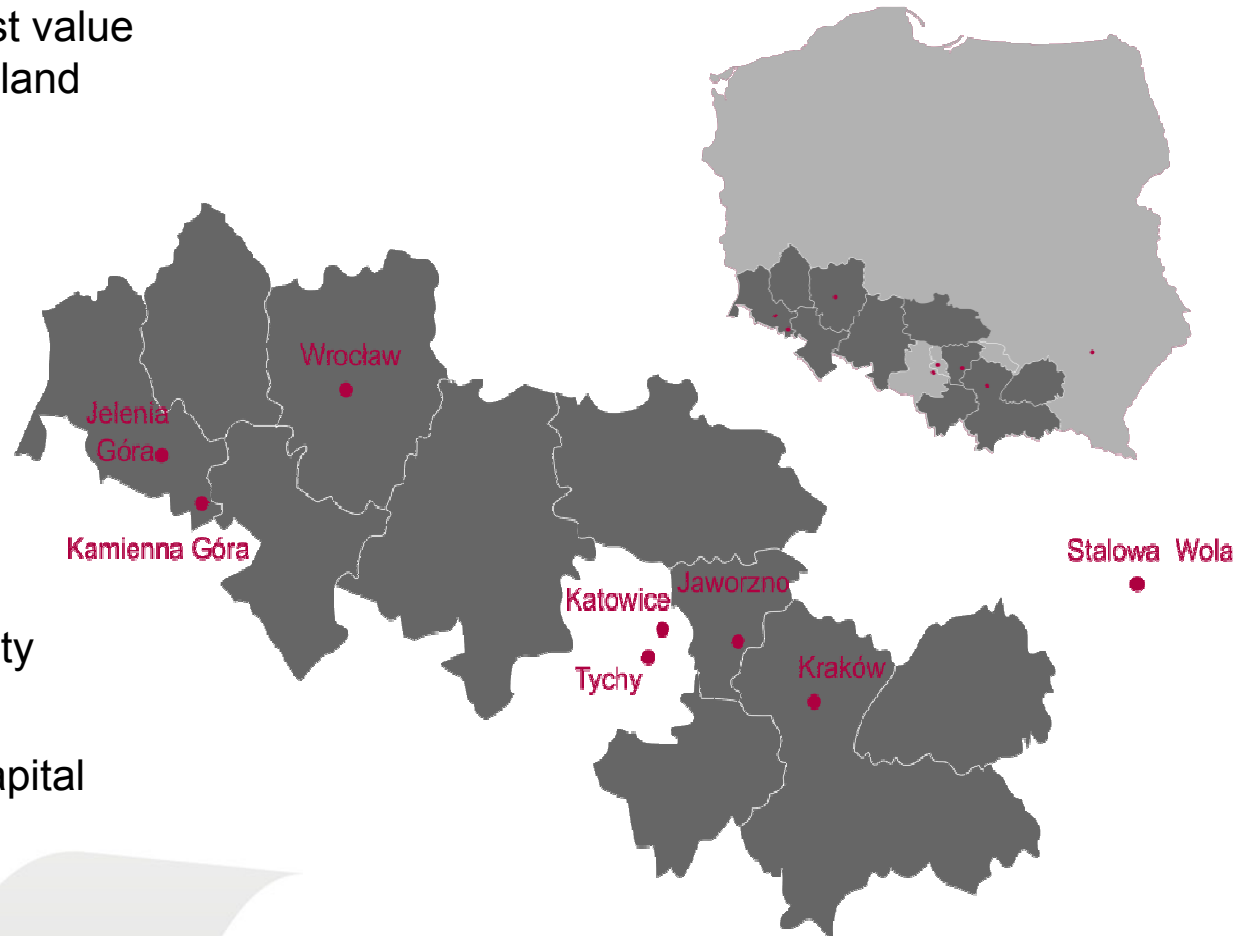 st value
land
Wrocław
Jelenia
Góra
Kamienna Góra
Stalowa Wola
Jaworzno
Katowice
Tychy
Kraków
ty
apital